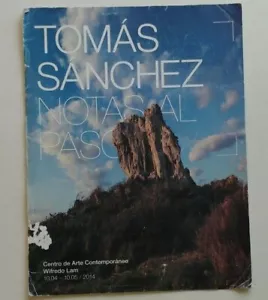 TOMÁS
SÁNCHEZ
NOTAS AL
PASO
Centro de Arte Contemporáneo
Wifredo Lam